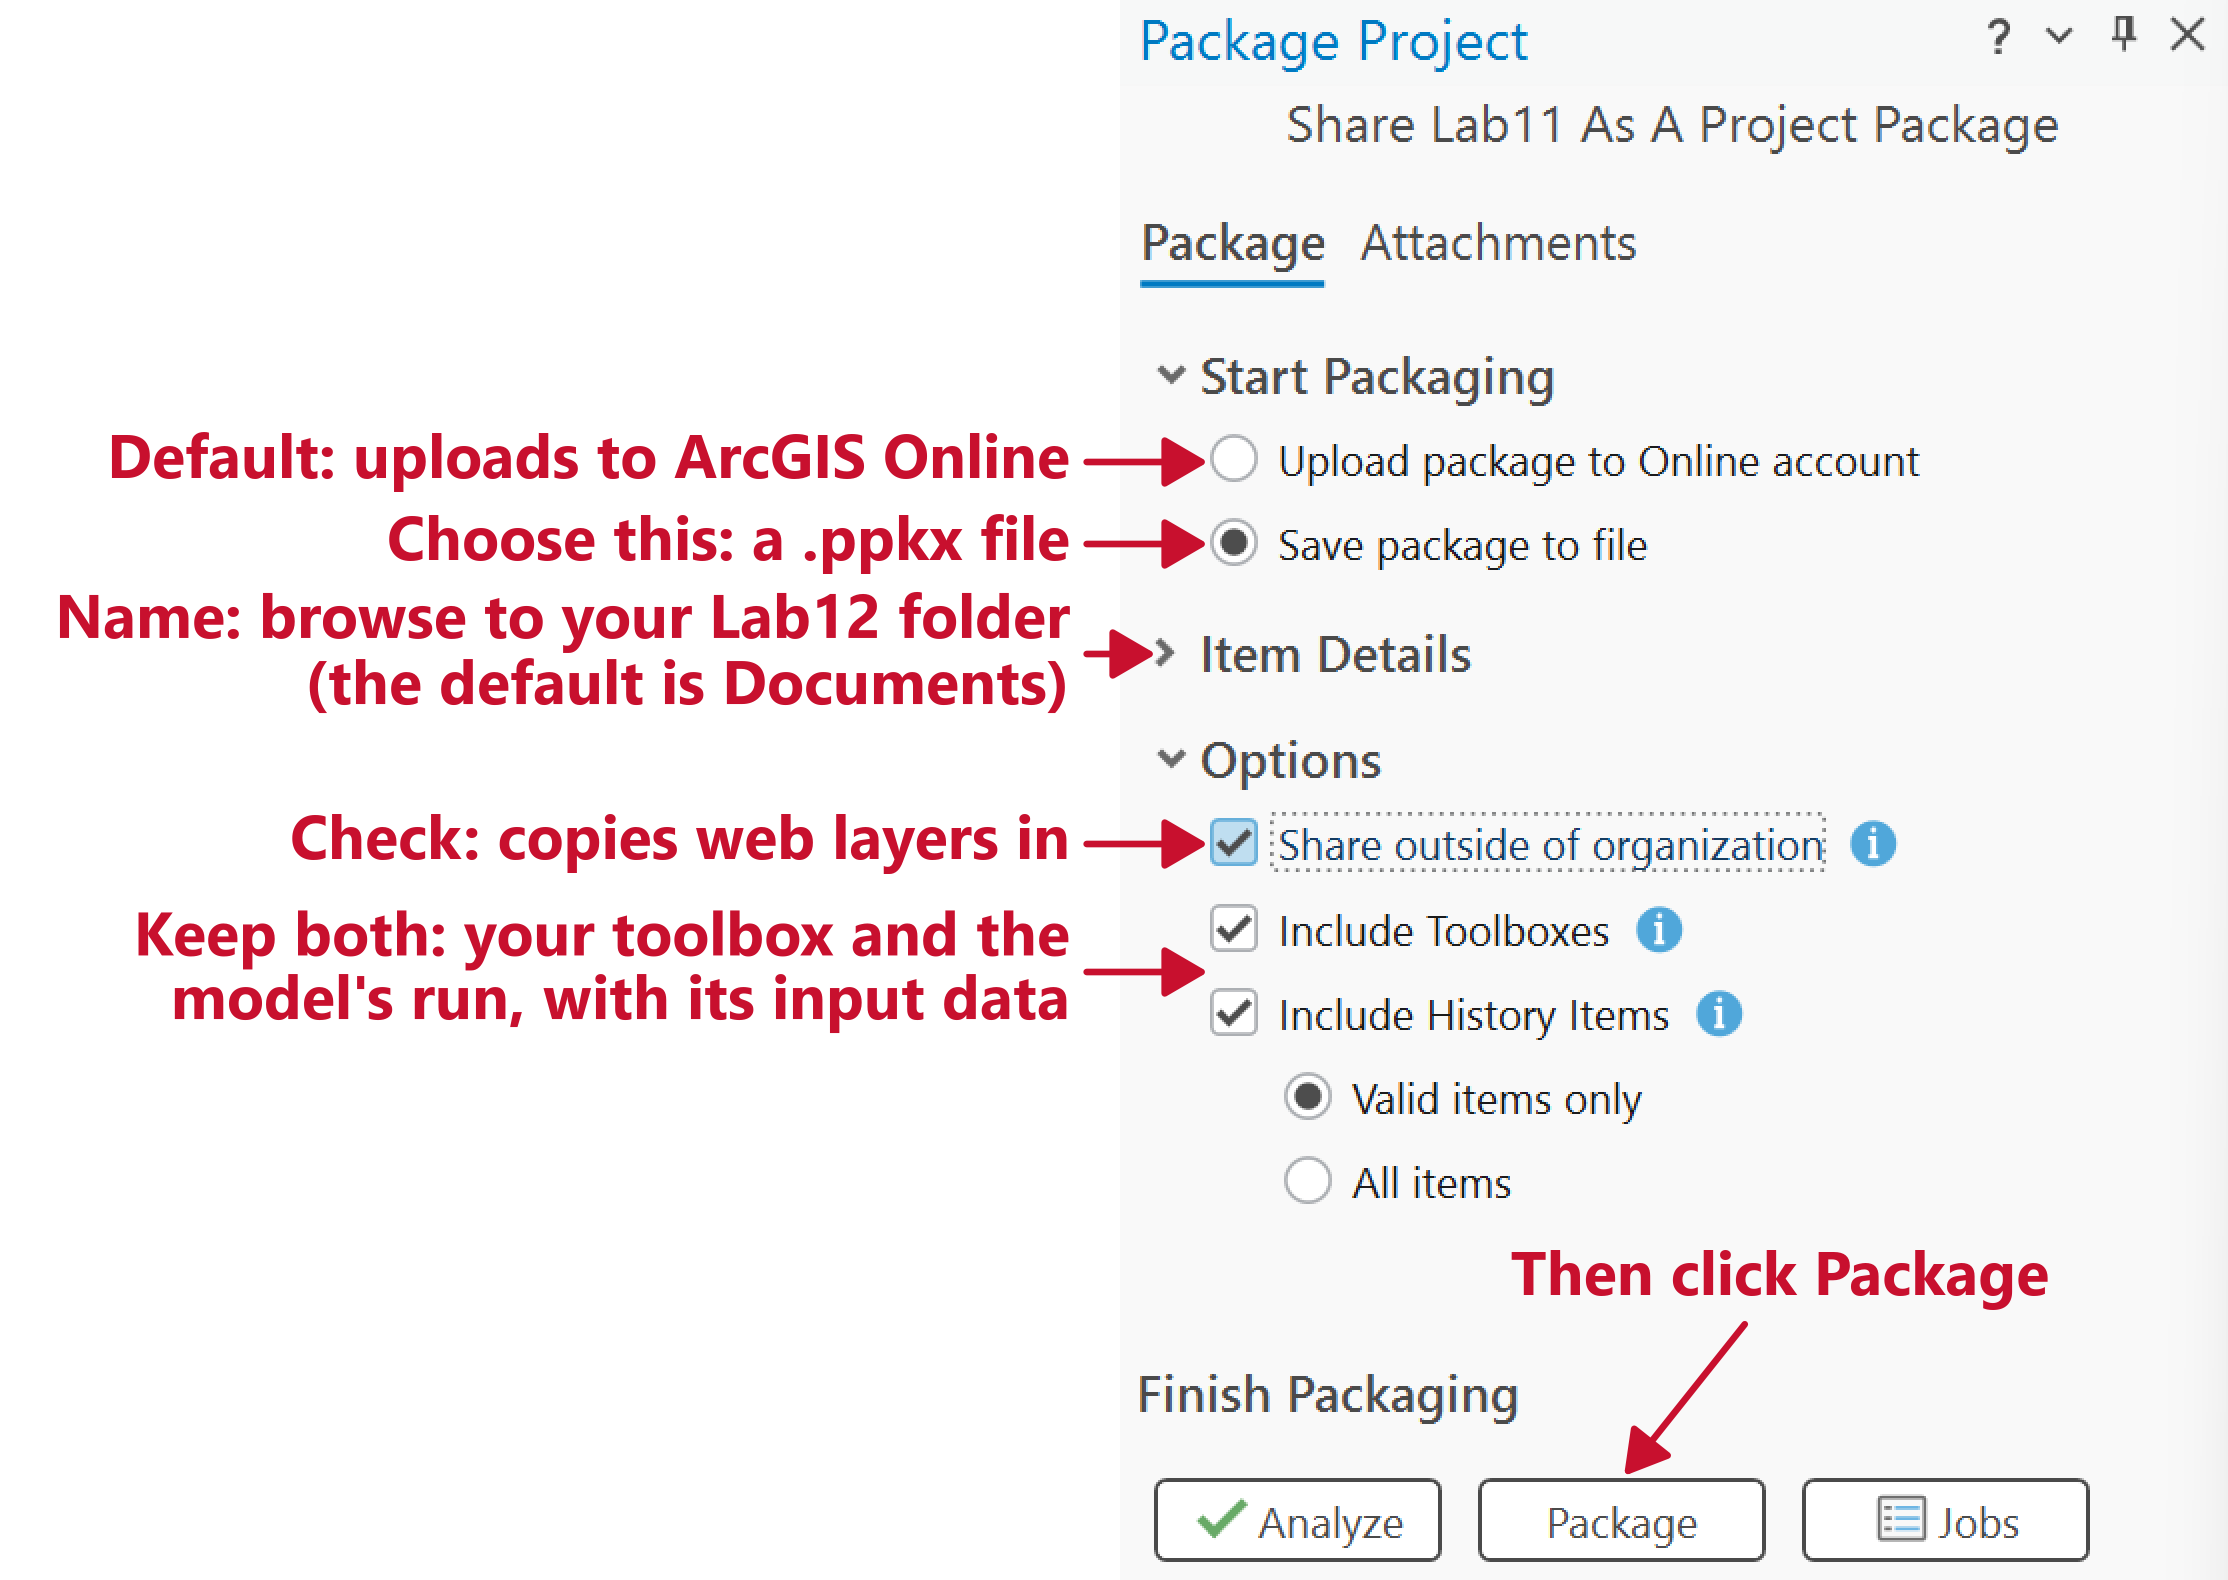 Package Project
?
Share Lab11 As A Project Package
Package Attachments
Start Packaging
Default: uploads to ArcGIS Online
Upload package to Online account
Choose this: a .ppkx file
Save package to file
Name: browse to your Lab12 folder
(the default is Documents)
Item Details
Options
Check: copies web layers in
Share outside of organization
Keep both: your toolbox and the
model's run, with its input data
Include Toolboxes
Include History Items
Valid items only
All items
Then click Package
Finish Packaging
Analyze
Package
Jobs